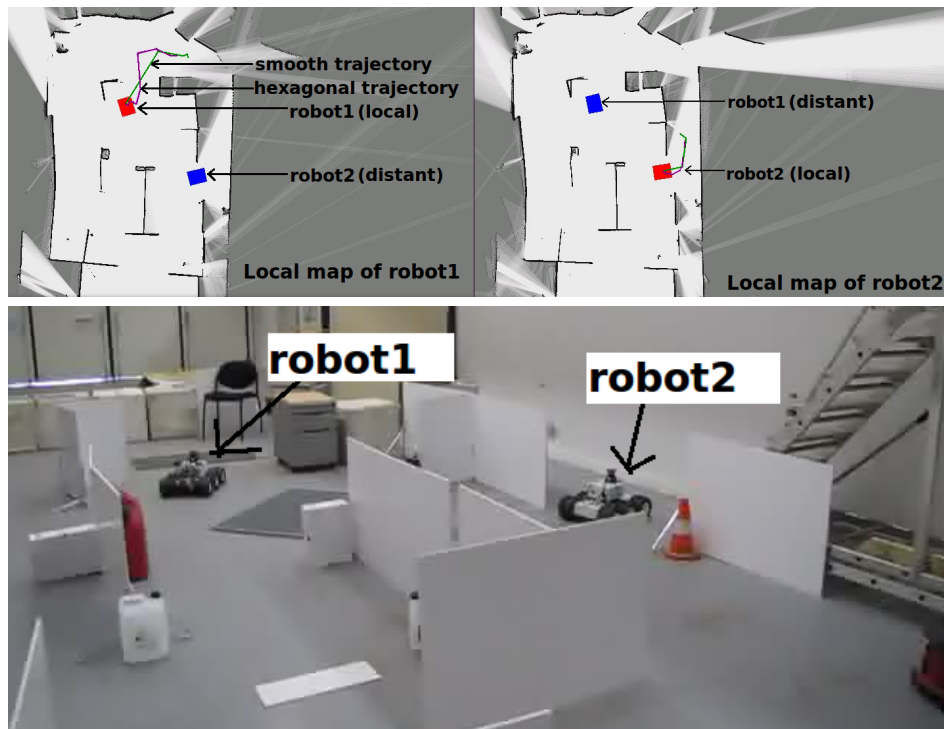 smooth trajectory
hexagonal trajectory
robot1 (local)
robot2 (distant)
Local map of robot1
robot1 (distant)
robot2 (local)
Local map of robot2
robot1
robot2